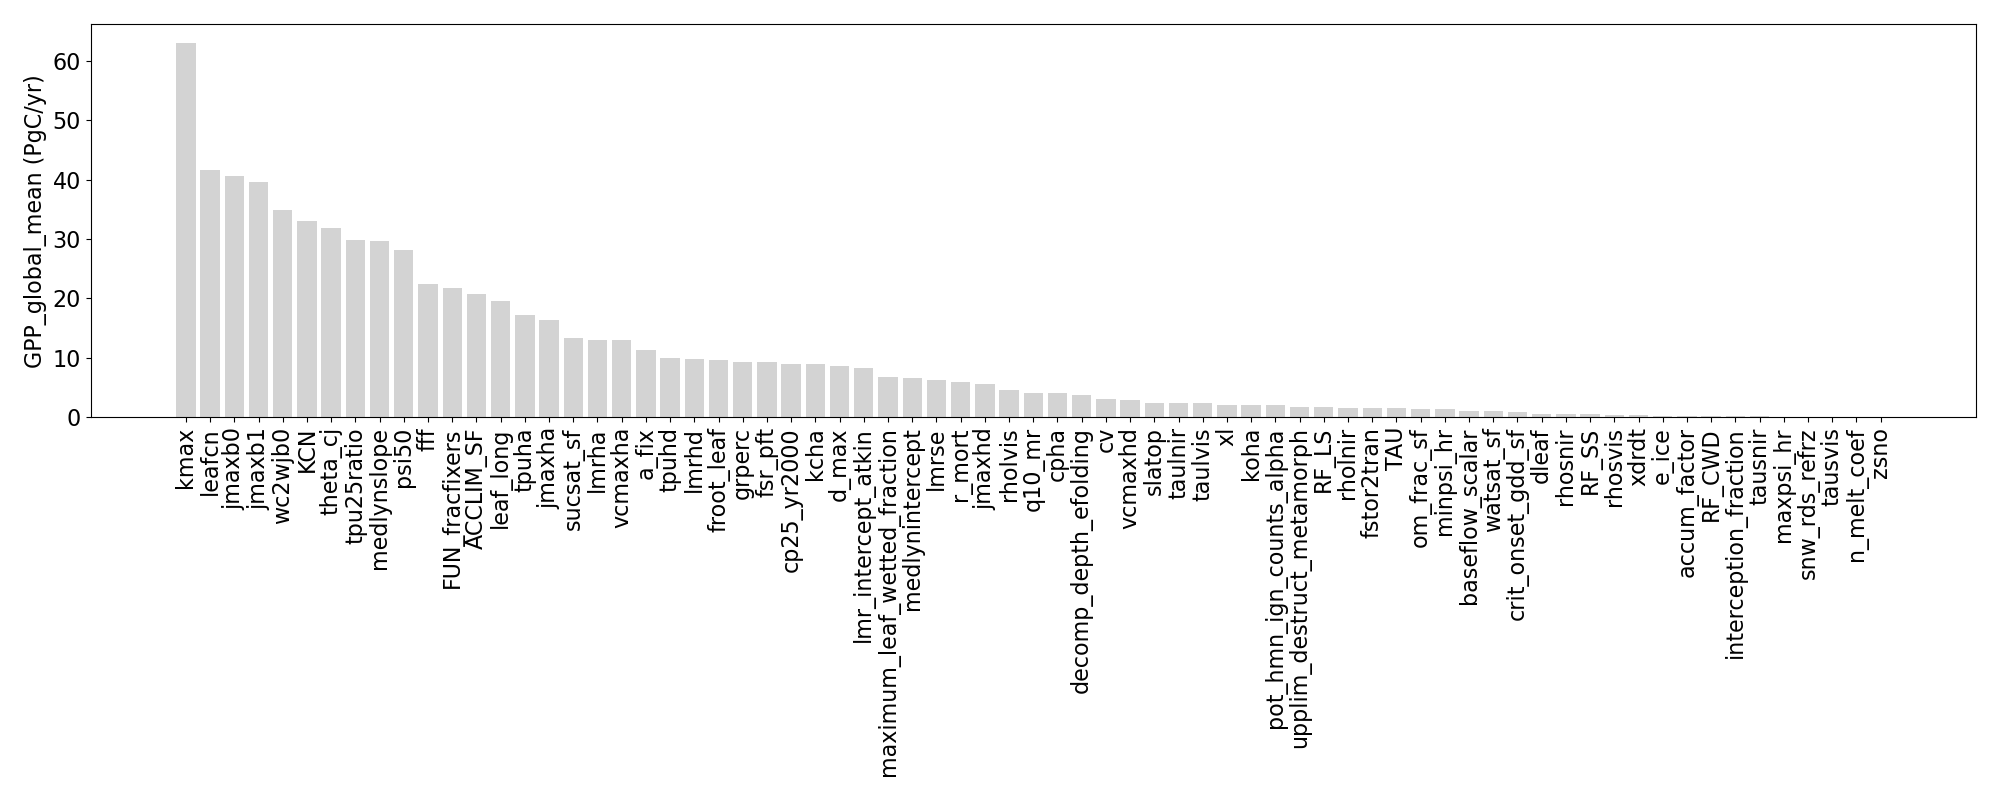 GPP_global_mean (PgC/yr)
60
50
40
30
20
10
0
kmax
leafcn
jmaxb0
jmaxb1
wc2wjb0
KCN
theta_cj
tpu25ratio
medlynslope
psi50
fff
FUN_fracfixers
ACCLIM_SF
leaf_long
tpuha
jmaxha
sucsat_sf
lmrha
vcmaxha
a_fix
tpuhd
lmrhd
froot_leaf
grperc
fsr_pft
cp25_yr2000
kcha
d_max
lmr_intercept_atkin
maximum_leaf_wetted_fraction
medlynintercept
lmrse
r_mort
jmaxhd
rholvis
q10_mr
cpha
decomp_depth_efolding
cv
vcmaxhd
slatop
taulnir
taulvis
xl
koha
pot_hmn_ign_counts_alpha
upplim_destruct_metamorph
RF_LS
rholnir
fstor2tran
TAU
om_frac_sf
minpsi_hr
baseflow_scalar
watsat_sf
crit_onset_gdd_sf
dleaf
rhosnir
RF_SS
rhosvis
xdrdt
e_ice
accum_factor
RF_CWD
interception_fraction
tausnir
maxpsi_hr
snw_rds_refrz
tausvis
n_melt_coef
zsno